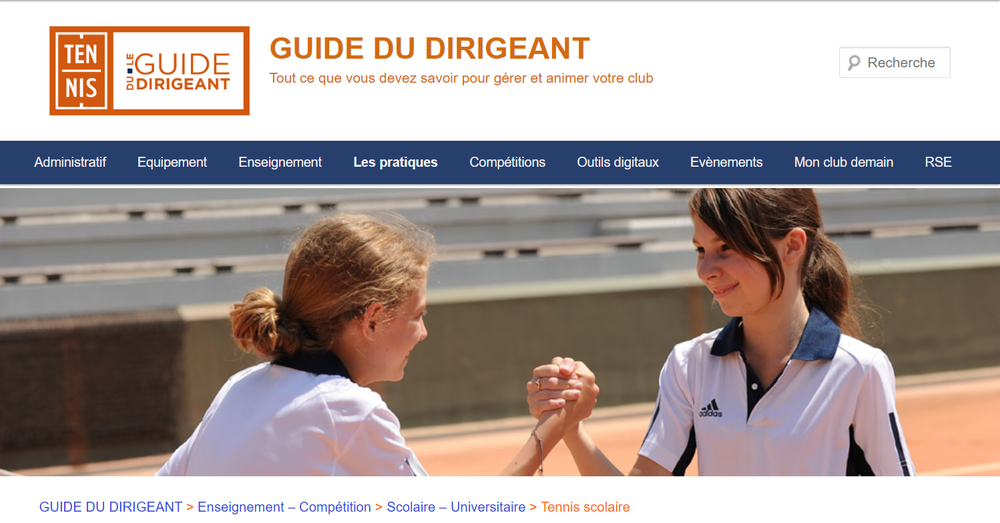 TEN
NIS
DU LE
GUIDE
DIRIGEANT
GUIDE DU DIRIGEANT
Tout ce que vous devez savoir pour gérer et animer votre club
Recherche
Administratif Equipement Enseignement Les pratiques Compétitions Outils digitaux Evènements Mon club demain RSE
adidas
GUIDE DU DIRIGEANT > Enseignement – Compétition > Scolaire – Universitaire > Tennis scolaire